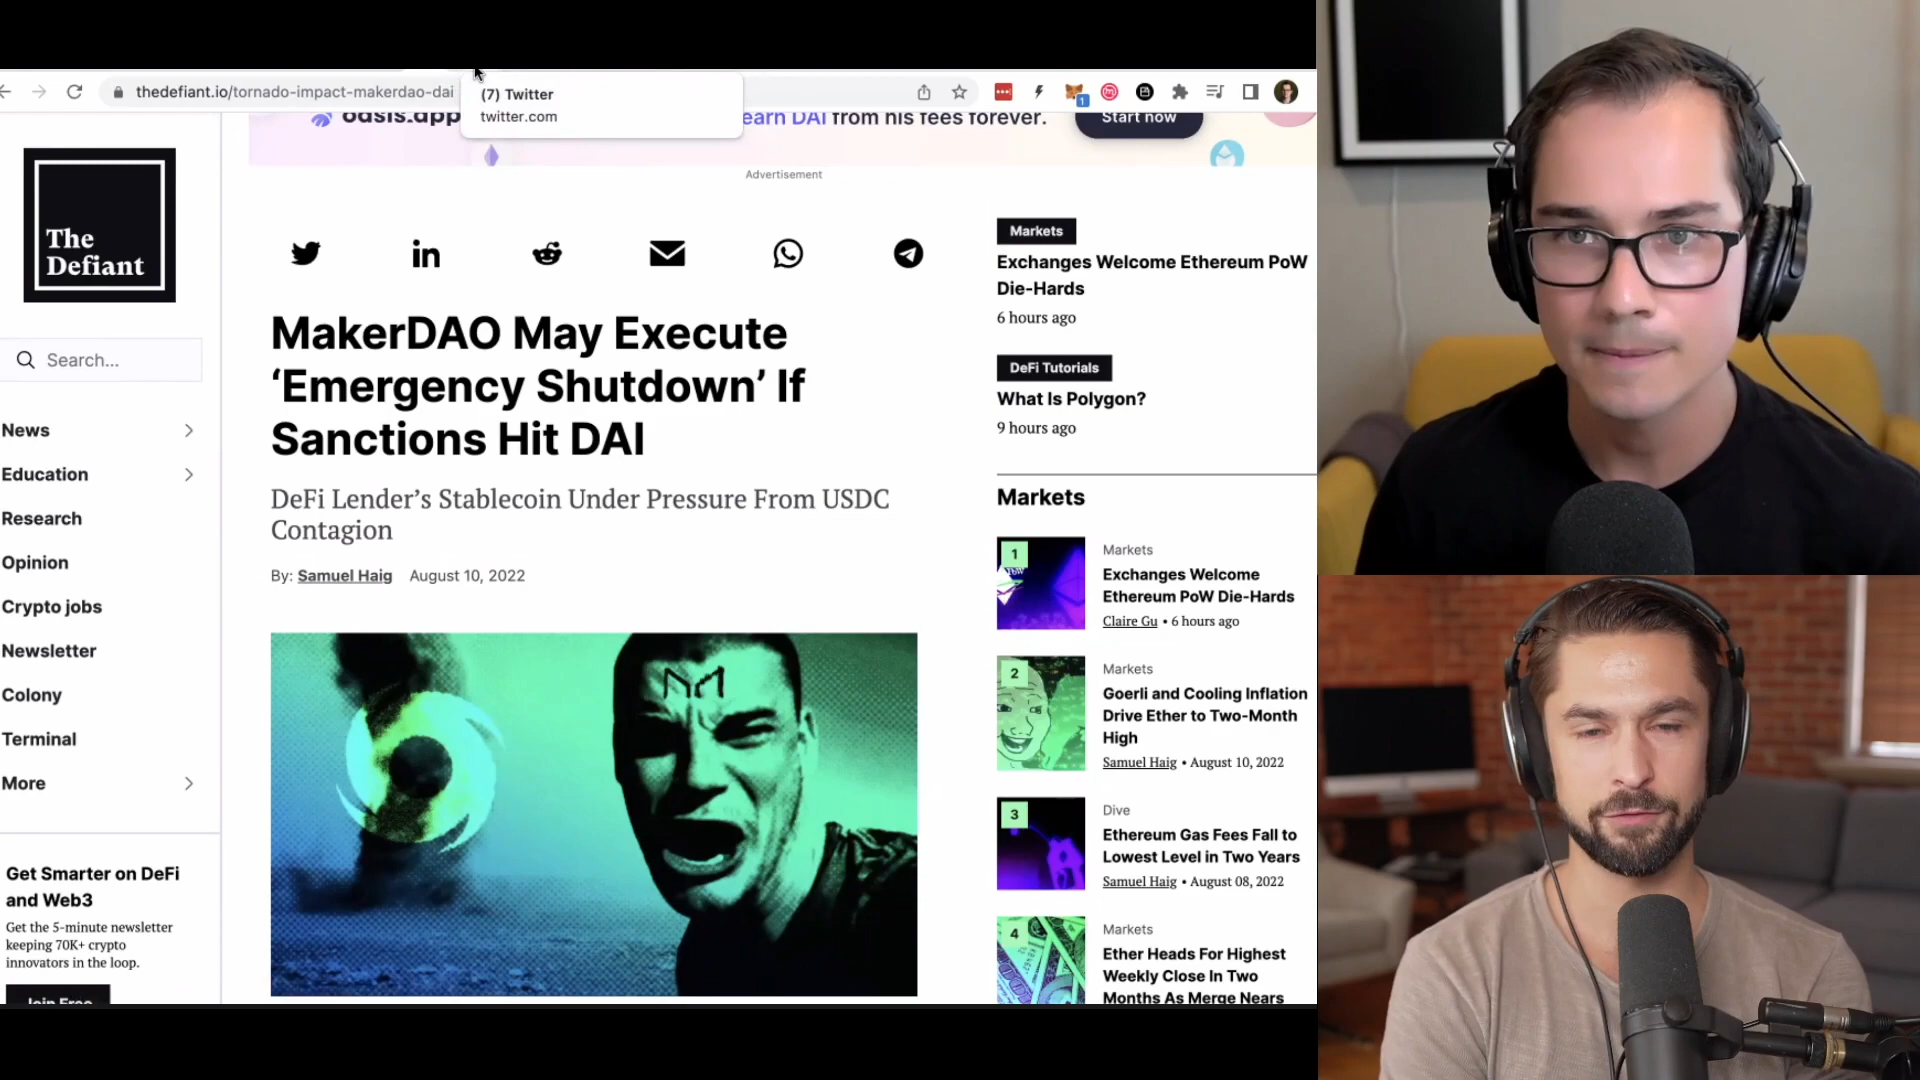 thedefiant.io/tornado-impact-makerdao-dai
(7) Twitter
twitter.com
1
oasis.app
earn DAI from his fees forever.
Start now
Advertisement
The
Defiant
Search...
News
Education
Research
Opinion
Crypto jobs
Newsletter
Colony
Terminal
More
Get Smarter on DeFi
and Web3
Get the 5-minute newsletter
keeping 70K+ crypto
innovators in the loop.
Join Free
MakerDAO May Execute
‘Emergency Shutdown’ If
Sanctions Hit DAI
DeFi Lender’s Stablecoin Under Pressure From USDC
Contagion
By: Samuel Haig August 10, 2022
Markets
Exchanges Welcome Ethereum PoW
Die-Hards
6 hours ago
DeFi Tutorials
What Is Polygon?
9 hours ago
Markets
1
Markets
Exchanges Welcome
Ethereum PoW Die-Hards
Claire Gu • 6 hours ago
2
Markets
Goerli and Cooling Inflation
Drive Ether to Two-Month
High
Samuel Haig • August 10, 2022
3
Dive
Ethereum Gas Fees Fall to
Lowest Level in Two Years
Samuel Haig • August 08, 2022
4
Markets
Ether Heads For Highest
Weekly Close In Two
Months As Merge Nears